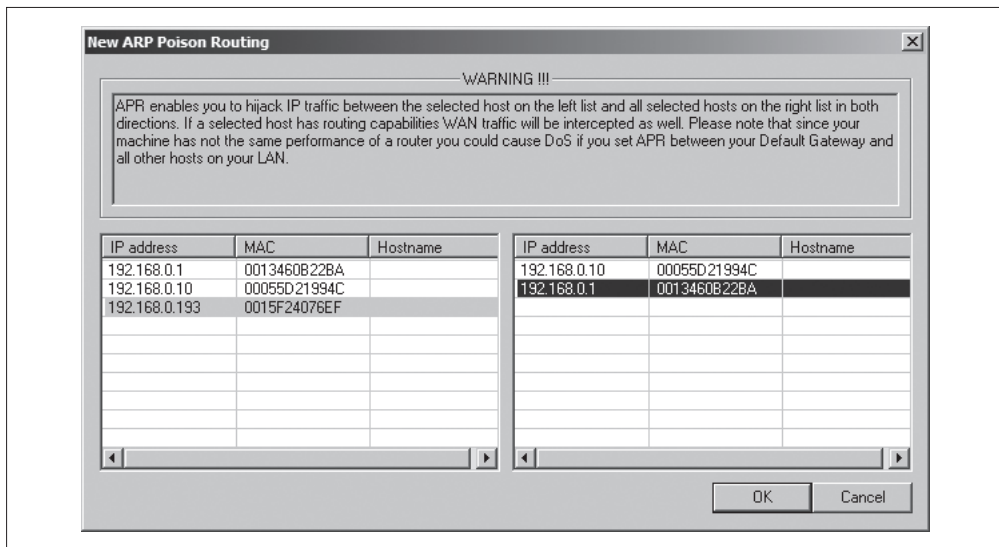 New ARP Poison Routing
WARNING !!!
APR enables you to hijack IP traffic between the selected host on the left list and all selected hosts on the right list in both
directions. If a selected host has routing capabilities WAN traffic will be intercepted as well. Please note that since your
machine has not the same performance of a router you could cause DoS if you set APR between your Default Gateway and
all other hosts on your LAN.
IP address MAC Hostname
192.168.0.1 0013460B22BA
192.168.0.10 00055D21994C
192.168.0.193 0015F24076EF
IP address MAC Hostname
192.168.0.10 00055D21994C
192.168.0.1 0013460B22BA
OK Cancel